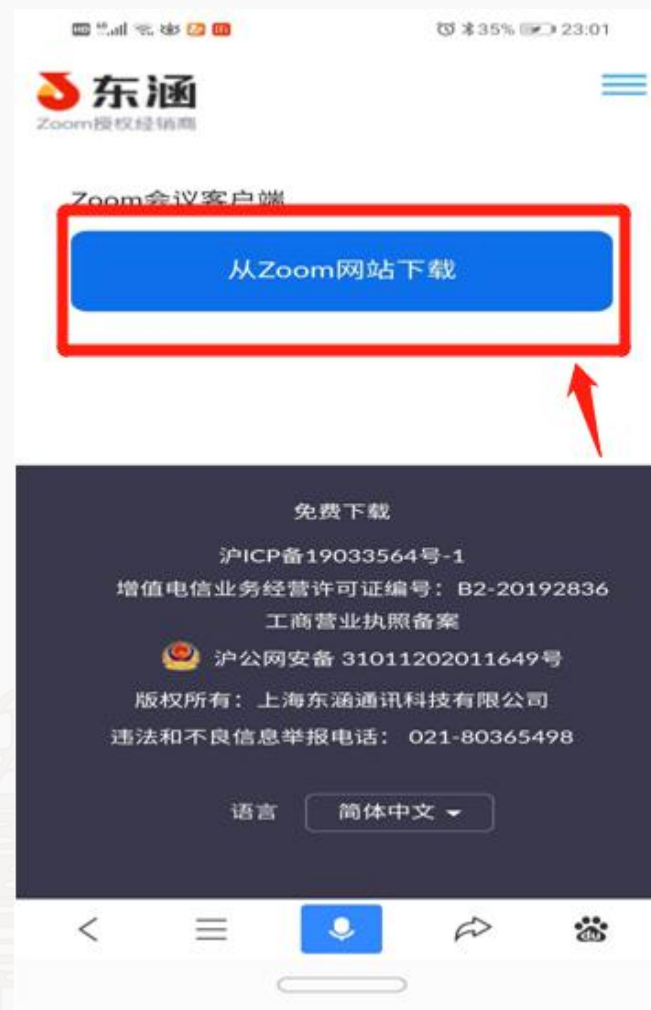 35% 23:01
东涵
Zoom授权经销商
Zoom会议客户端
从Zoom网站下载
免费下载
沪ICP备19033564号-1
增值电信业务经营许可证编号：B2-20192836
工商营业执照备案
沪公网安备 31011202011649号
版权所有：上海东涵通讯科技有限公司
违法和不良信息举报电话： 021-80365498
语言 简体中文
du